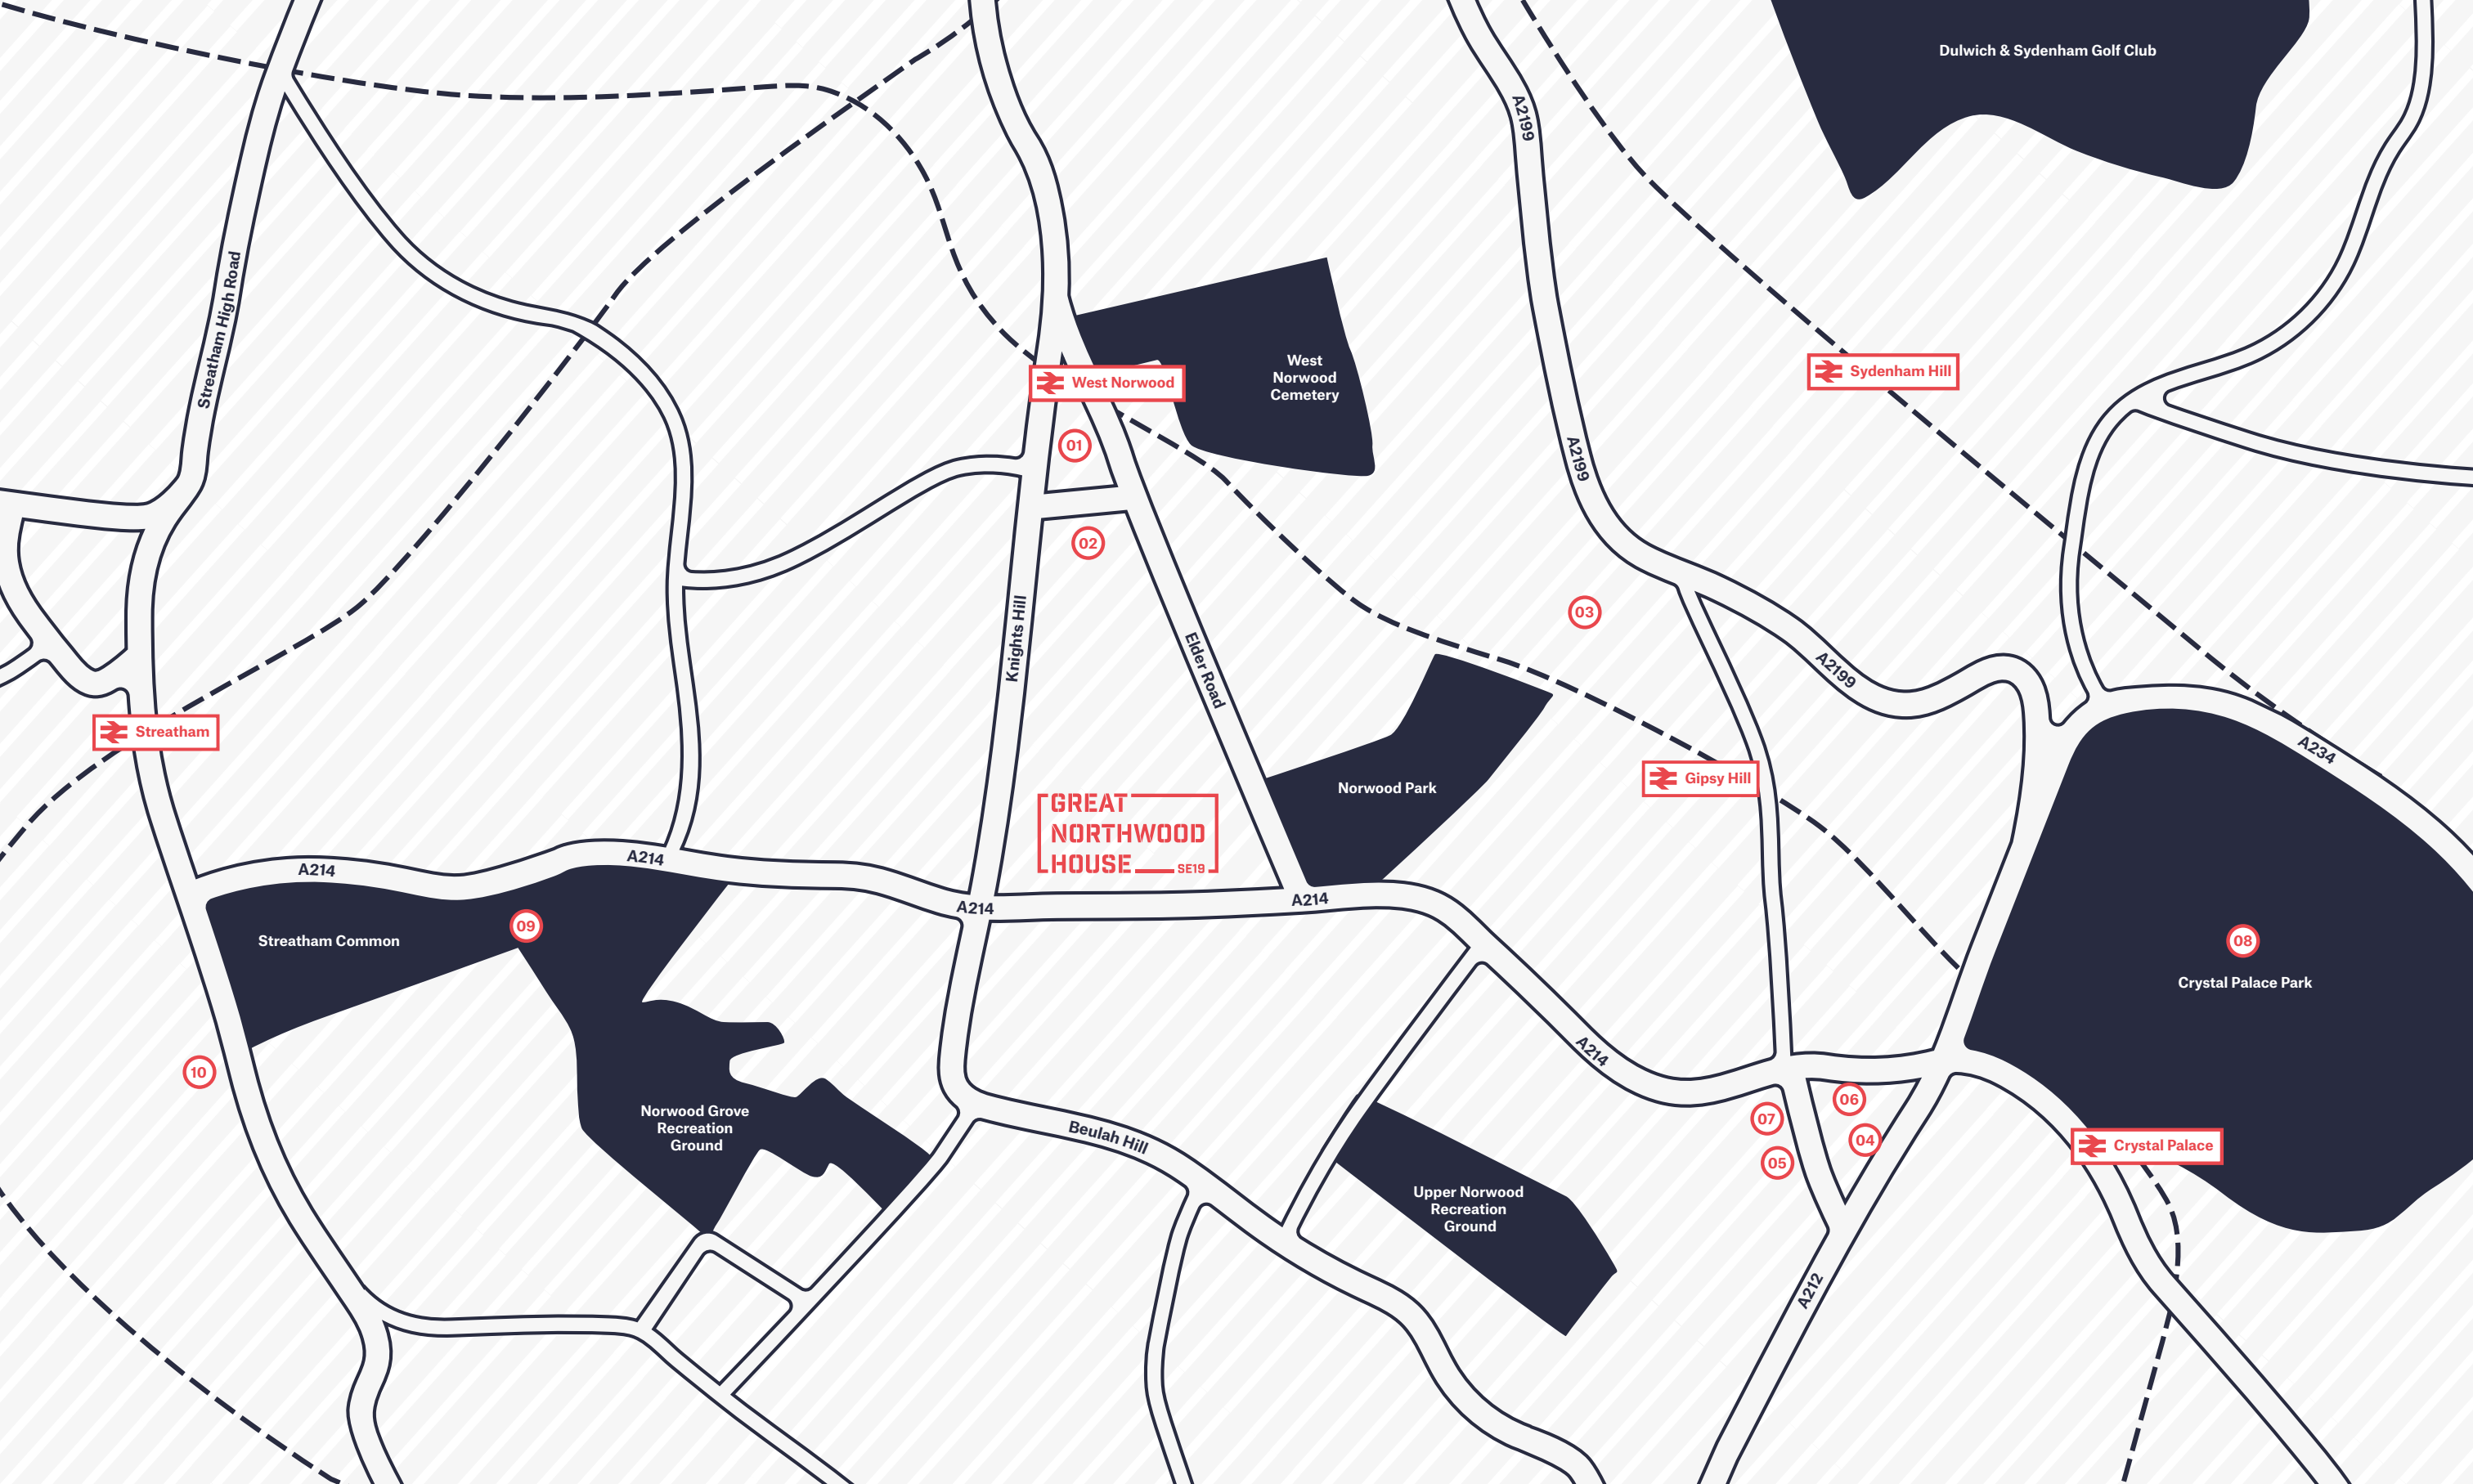 Dulwich & Sydenham Golf Club
A2199
Streatham High Road
West
Norwood
Cemetery
West Norwood
Sydenham Hill
01
A2199
02
03
Knights Hill
Elder Road
A2199
Streatham
A234
Gipsy Hill
Norwood Park
GREAT
NORTHWOOD
HOUSE SE19
A214
A214
A214
A214
09
Streatham Common
08
Crystal Palace Park
10
A214
06
07
04
05
Norwood Grove
Recreation
Ground
Beulah Hill
Crystal Palace
Upper Norwood
Recreation
Ground
A212